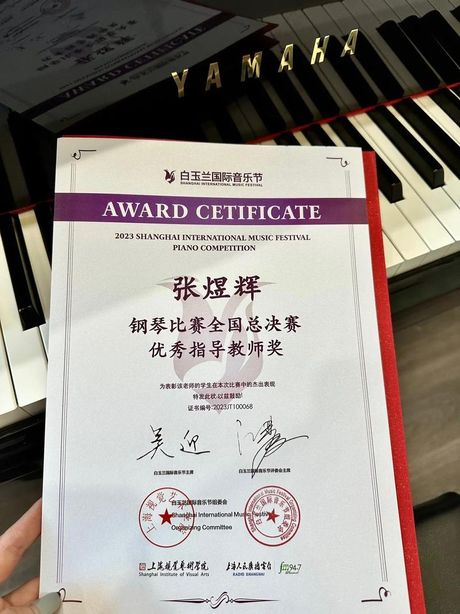 YAMAHA
白玉兰国际音乐节
SHANGHAI INTERNATIONAL MUSIC FESTIVAL
AWARD CETIFICATE
2023 SHANGHAI INTERNATIONAL MUSIC FESTIVAL
PIANO COMPETITION
张煜辉
钢琴比赛全国总决赛
优秀指导教师奖
为表彰该老师的学生在本次比赛中的杰出表现
特发此状·以兹鼓励!
证书编号:2023JT100068
吴迎
白玉兰国际音乐节主席
白玉兰国际音乐节评委会主席
白玉兰国际音乐节组委会
Shanghai International Music Festival
Organizing Committee
上海视觉艺术学院
Shanghai Institute of Visual Arts
上海人民广播电台
RADIO SHANGHAI
94.7